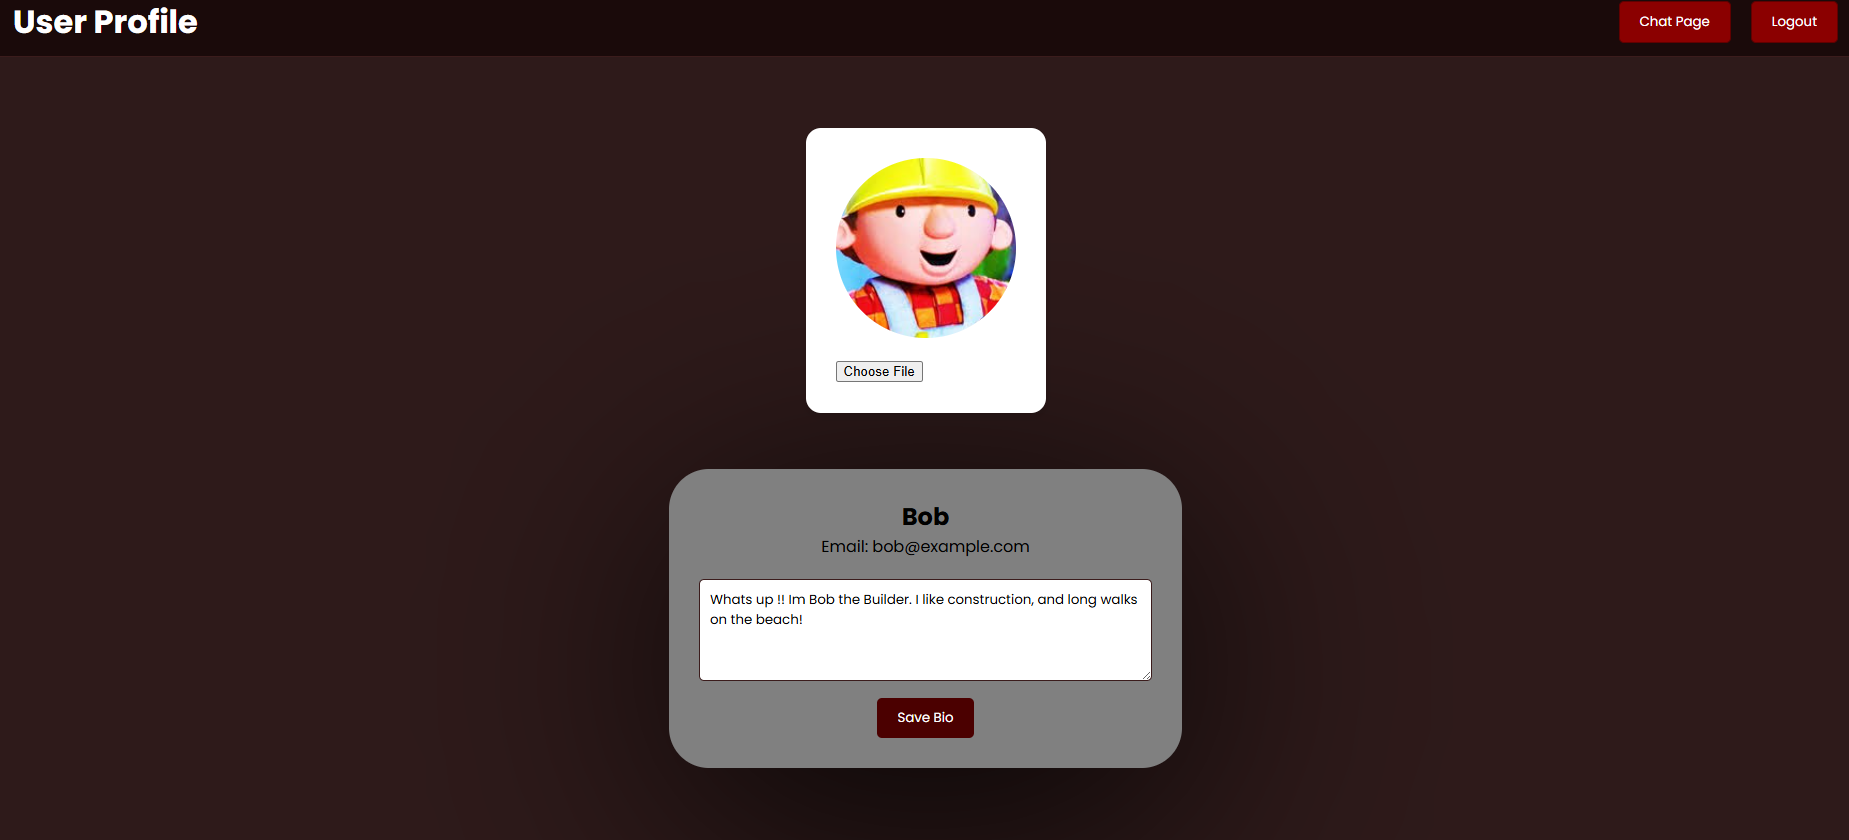 User Profile
Chat Page
Logout
Choose File
Bob
Email: bob@example.com
Whats up !! Im Bob the Builder. I like construction, and long walks
on the beach!
Save Bio